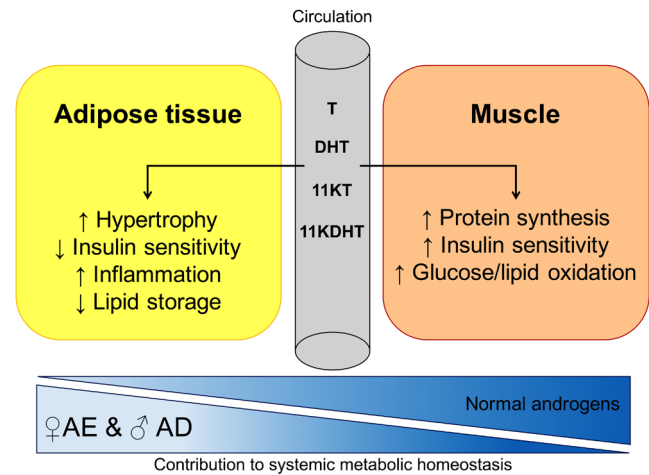 Circulation
Adipose tissue
↑ Hypertrophy
↓ Insulin sensitivity
↑ Inflammation
↓ Lipid storage
T
DHT
11KT
11KDHT
Muscle
↑ Protein synthesis
↑ Insulin sensitivity
↑ Glucose/lipid oxidation
Normal androgens
♀AE & ♂ AD
Contribution to systemic metabolic homeostasis